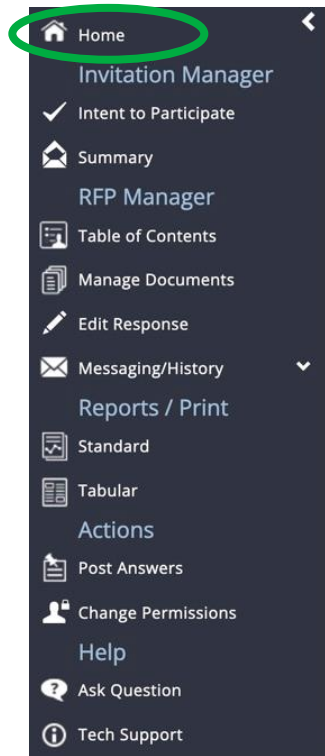 Home
Invitation Manager
Intent to Participate
Summary
RFP Manager
Table of Contents
Manage Documents
Edit Response
Messaging/History
Reports / Print
Standard
Tabular
Actions
Post Answers
Change Permissions
Help
Ask Question
Tech Support